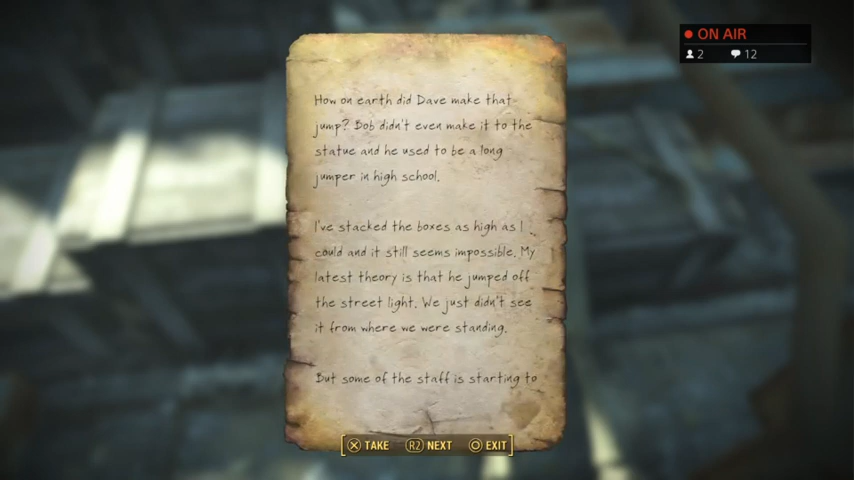 ON AIR
2 12
How on earth did Dave make that
jump? Bob didn't even make it to the
statue and he used to be a long
jumper in high school.
I've stacked the boxes as high as I
could and it still seems impossible. My
latest theory is that he jumped off
the street light. We just didn't see
it from where we were standing.
But some of the staff is starting to
TAKE R2 NEXT EXIT